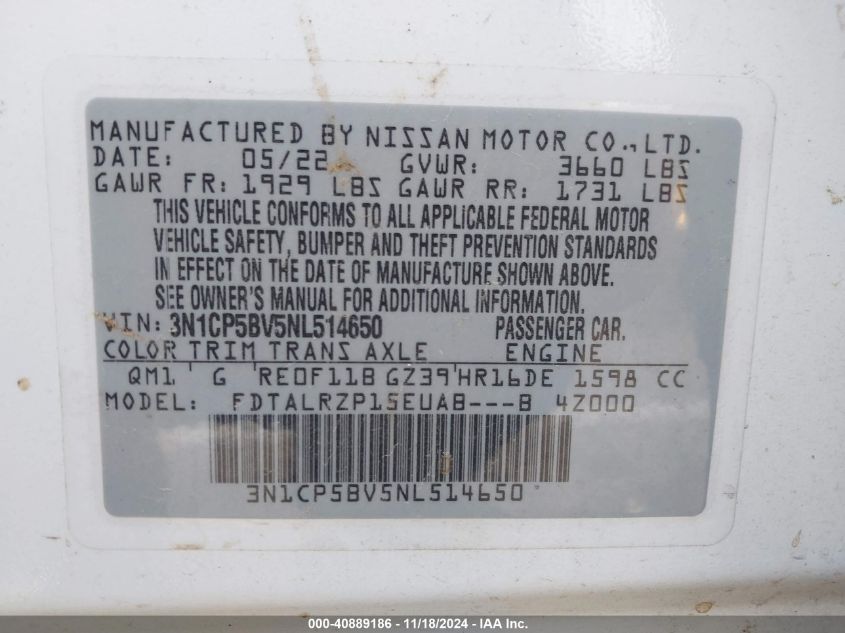 MANUFACTURED BY NISSAN MOTOR CO., LTD.
DATE: 05/22 GVWR: 3660 LBS
GAWR FR: 1929 LBS GAWR RR: 1731 LBS
THIS VEHICLE CONFORMS TO ALL APPLICABLE FEDERAL MOTOR
VEHICLE SAFETY, BUMPER AND THEFT PREVENTION STANDARDS
IN EFFECT ON THE DATE OF MANUFACTURE SHOWN ABOVE.
SEE OWNER'S MANUAL FOR ADDITIONAL INFORMATION.
VIN: 3N1CP5BV5NL514650 PASSENGER CAR.
COLOR TRIM TRANS AXLE ENGINE
QM1 G RE0F11B GZ39 HR16DE 1598 CC
MODEL: FDTALRZP15EUAB---B 4Z000
3N1CP5BV5NL514650
000-40889186 - 11/18/2024 - IAA Inc.